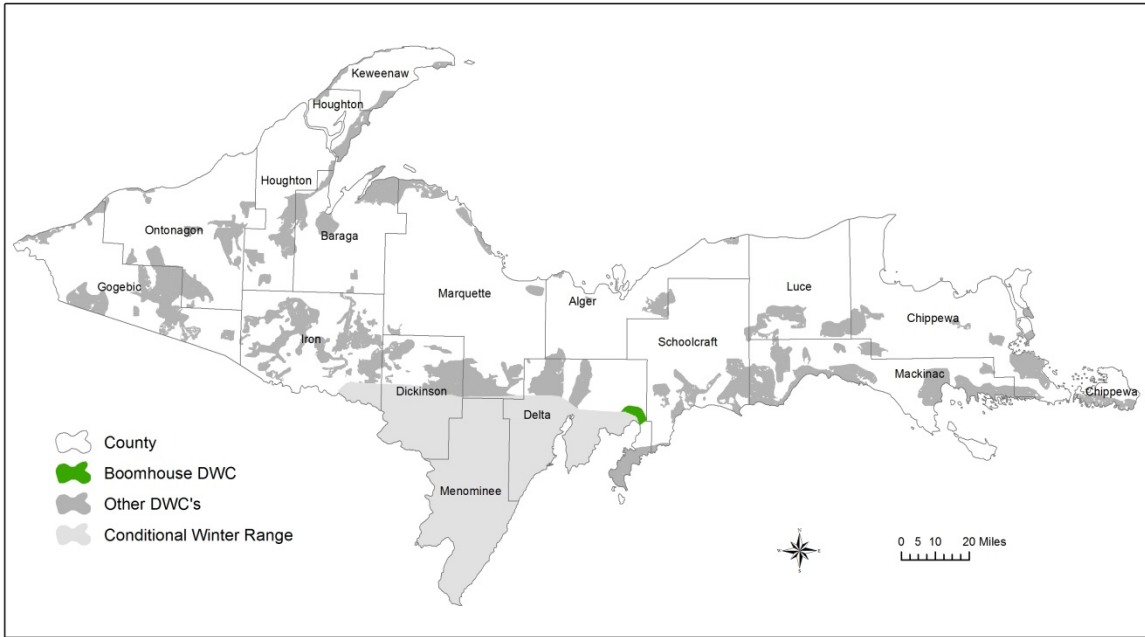 Keweenaw
Houghton
Houghton
Ontonagon
Baraga
Gogebic
Marquette
Alger
Luce
Chippewa
Iron
Schoolcraft
Dickinson
Mackinac
Chippewa
Delta
Menominee
County
Boomhouse DWC
Other DWC's
Conditional Winter Range
N
W E
S
0 5 10 20 Miles